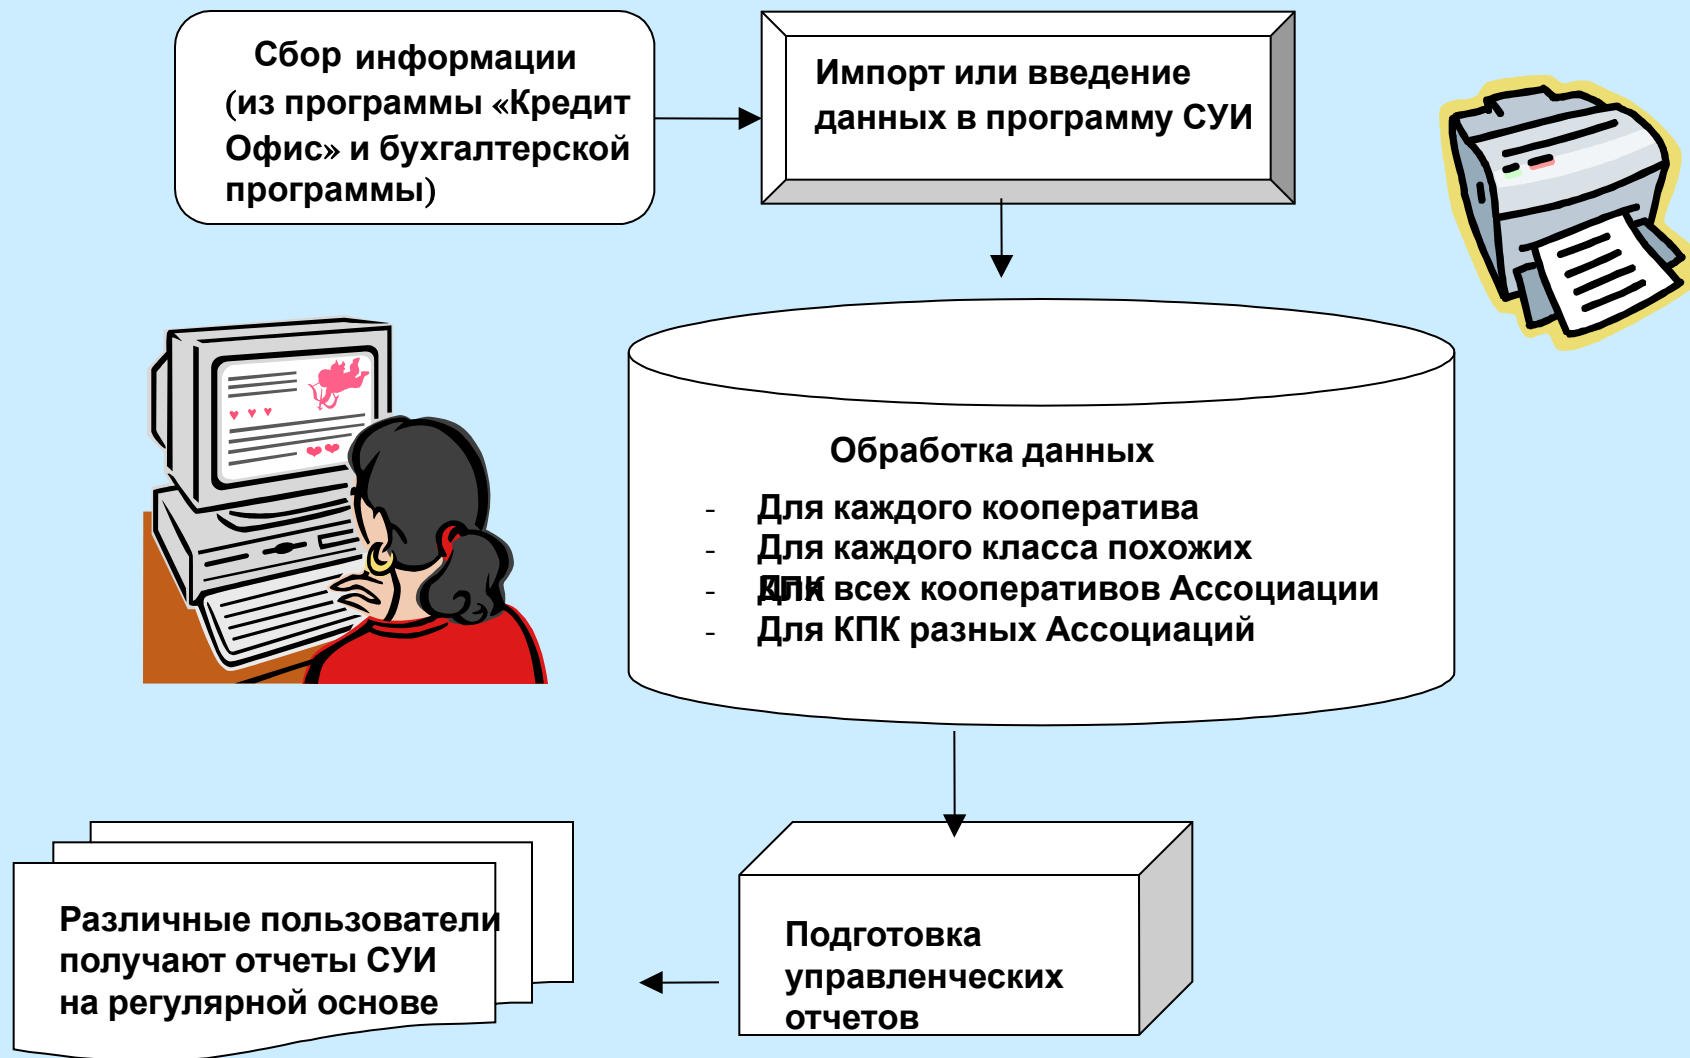 Сбор информации
(из программы «Кредит
Офис» и бухгалтерской
программы)
Импорт или введение
данных в программу СУИ
Обработка данных
- Для каждого кооператива
- Для каждого класса похожих
КПК
- Для всех кооперативов Ассоциации
- Для КПК разных Ассоциаций
Подготовка
управленческих
отчетов
Различные пользователи
получают отчеты СУИ
на регулярной основе